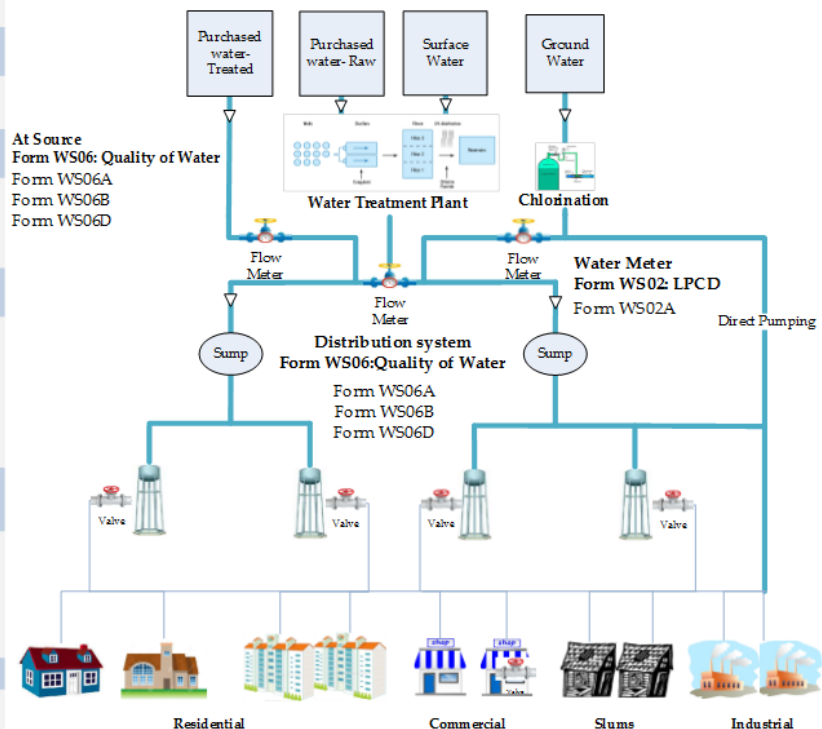 Purchased
water-
Treated
Purchased
water- Raw
Surface
Water
Ground
Water
At Source
Form WS06: Quality of Water
Form WS06A
Form WS06B
Form WS06D
Water Treatment Plant
Chlorination
Flow
Meter
Flow
Meter
Flow
Meter
Water Meter
Form WS02: LPCD
Form WS02A
Direct Pumping
Sump
Distribution system
Form WS06:Quality of Water
Form WS06A
Form WS06B
Form WS06D
Sump
Valve
Valve
Valve
Valve
shop
shop
Valve
Residential
Commercial
Slums
Industrial